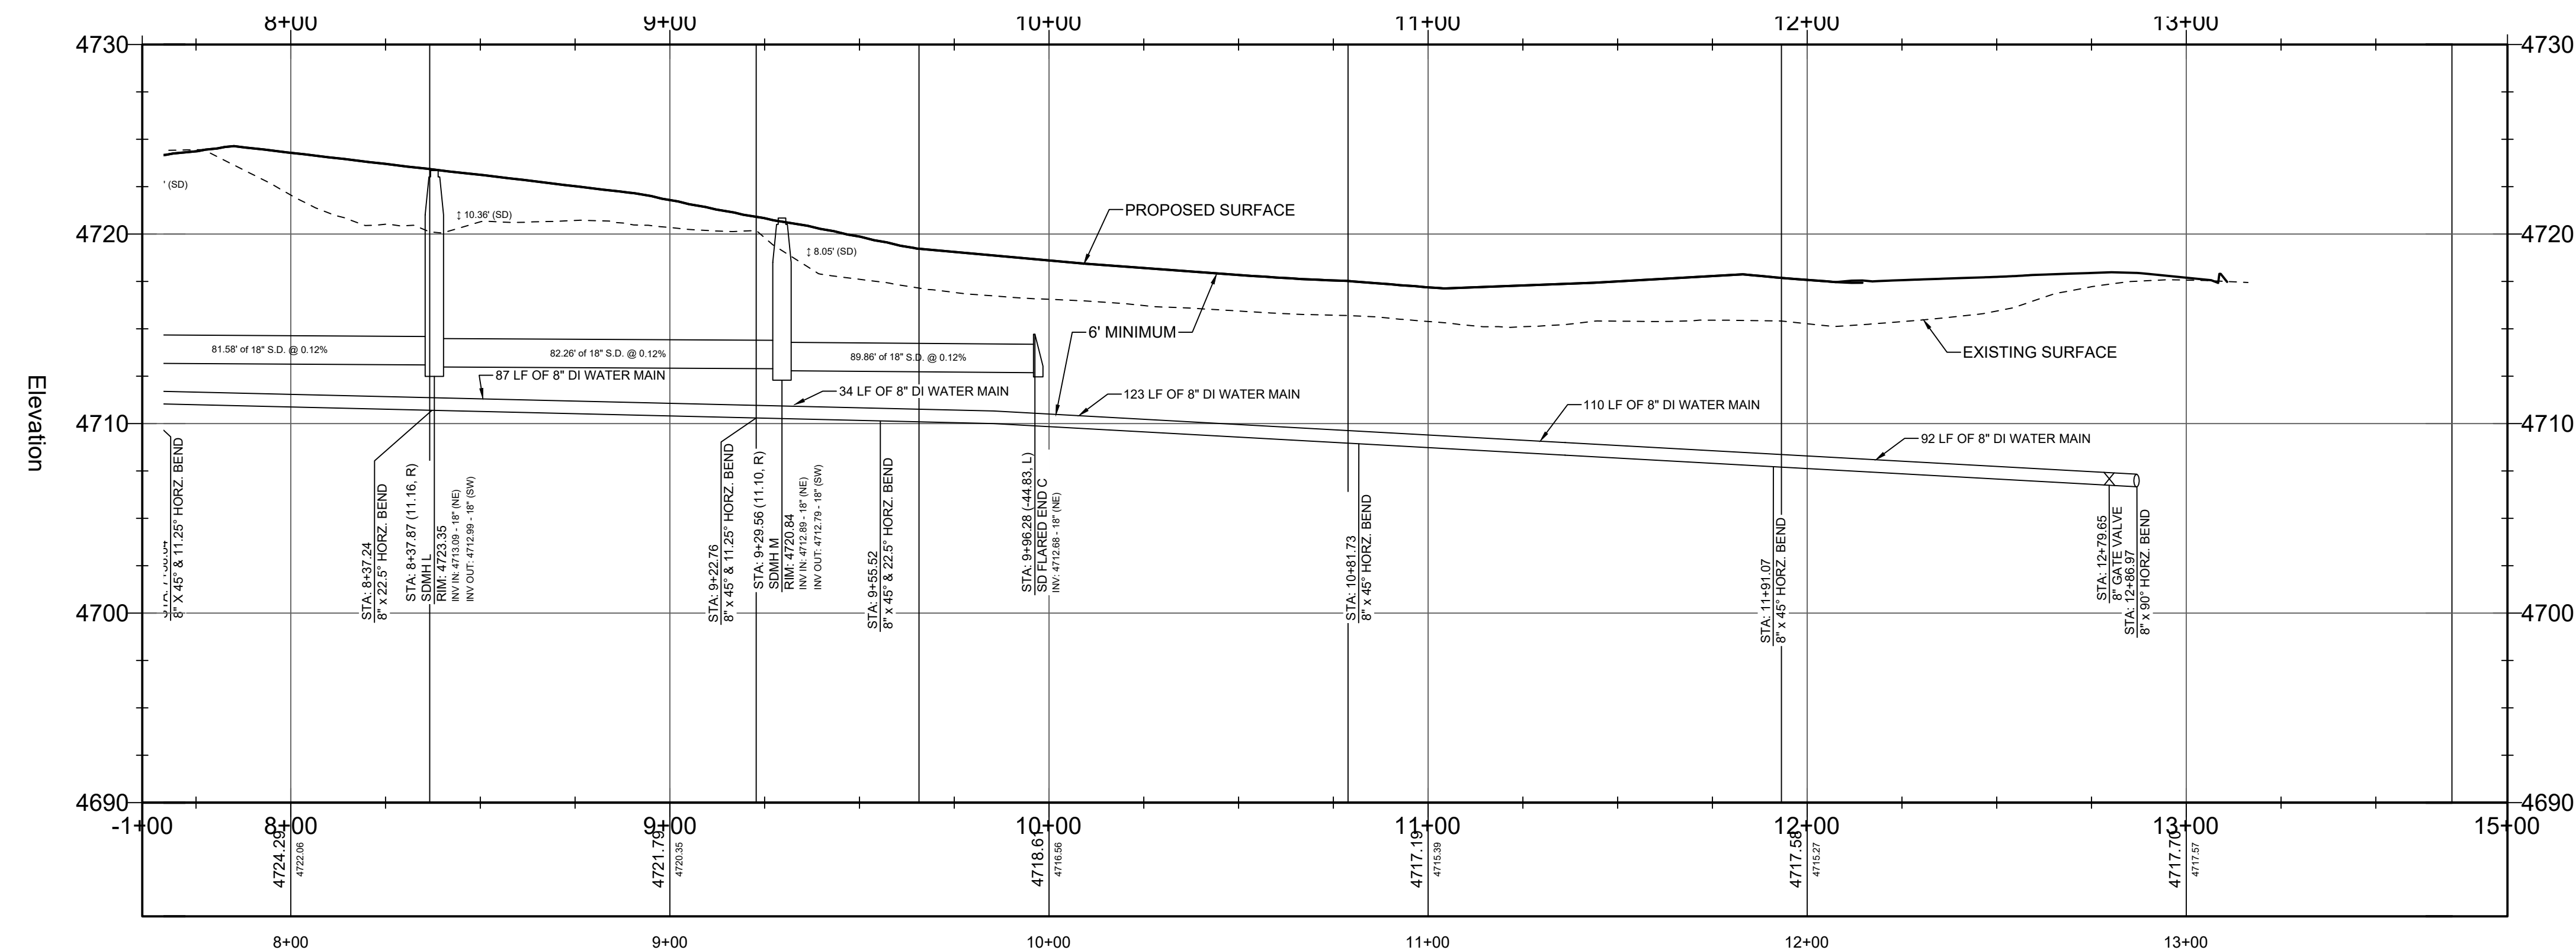 8+00
9+00
10+00
11+00
12+00
13+00
4730
4730
' (SD)
↕ 10.36' (SD)
PROPOSED SURFACE
4720
4720
↕ 8.05' (SD)
81.58' of 18" S.D. @ 0.12%
82.26' of 18" S.D. @ 0.12%
89.86' of 18" S.D. @ 0.12%
6' MINIMUM
EXISTING SURFACE
87 LF OF 8" DI WATER MAIN
34 LF OF 8" DI WATER MAIN
123 LF OF 8" DI WATER MAIN
110 LF OF 8" DI WATER MAIN
92 LF OF 8" DI WATER MAIN
Elevation
4710
4710
8" X 45° & 11.25° HORZ. BEND
STA: 8+37.24
8" x 22.5° HORZ. BEND
STA: 8+37.87 (11.16, R)
SDMH L
RIM: 4723.35
INV IN: 4713.09 - 18" (NE)
INV OUT: 4712.99 - 18" (SW)
STA: 9+22.76
8" x 45° & 11.25° HORZ. BEND
STA: 9+29.56 (11.10, R)
SDMH M
RIM: 4720.84
INV IN: 4712.89 - 18" (NE)
INV OUT: 4712.79 - 18" (SW)
STA: 9+55.52
8" x 45° & 22.5° HORZ. BEND
STA: 9+96.28 (-44.83, L)
SD FLARED END C
INV: 4712.68 - 18" (NE)
STA: 10+81.73
8" x 45° HORZ. BEND
STA: 11+91.07
8" x 45° HORZ. BEND
STA: 12+79.65
8" GATE VALVE
STA: 12+86.97
8" x 90° HORZ. BEND
4700
4700
4690
4690
-1+00
8+00
9+00
10+00
11+00
12+00
13+00
15+00
4724.29
4722.06
4721.79
4720.35
4718.61
4716.56
4717.19
4715.39
4717.58
4715.27
4717.70
4717.57
8+00
9+00
10+00
11+00
12+00
13+00